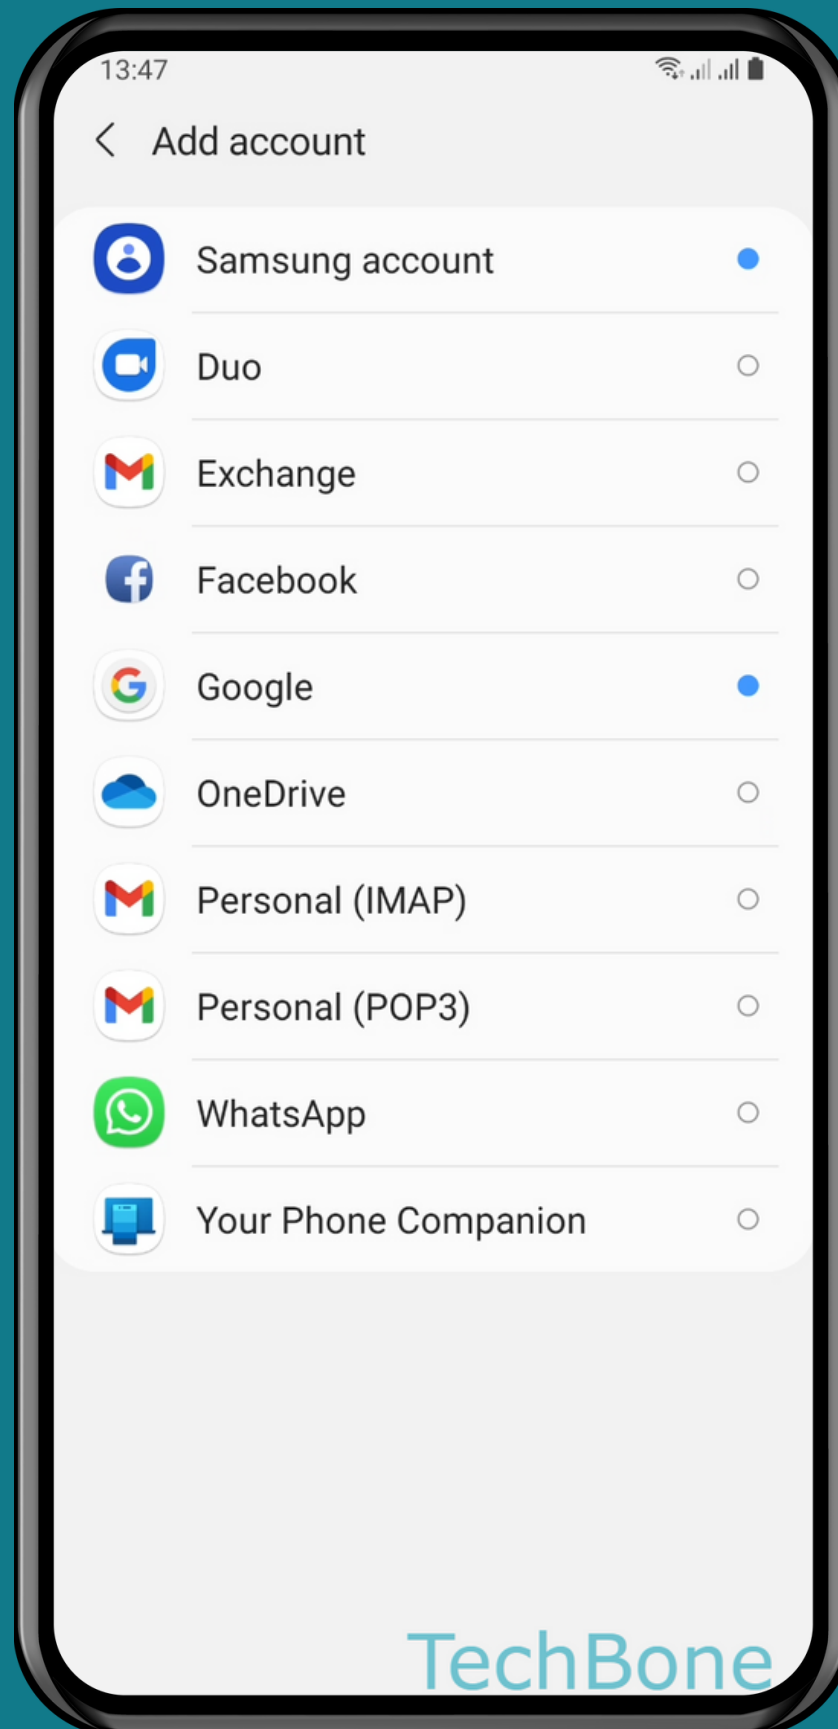 13:47
Add account
Samsung account
Duo
Exchange
Facebook
Google
OneDrive
Personal (IMAP)
Personal (POP3)
WhatsApp
Your Phone Companion
TechBone